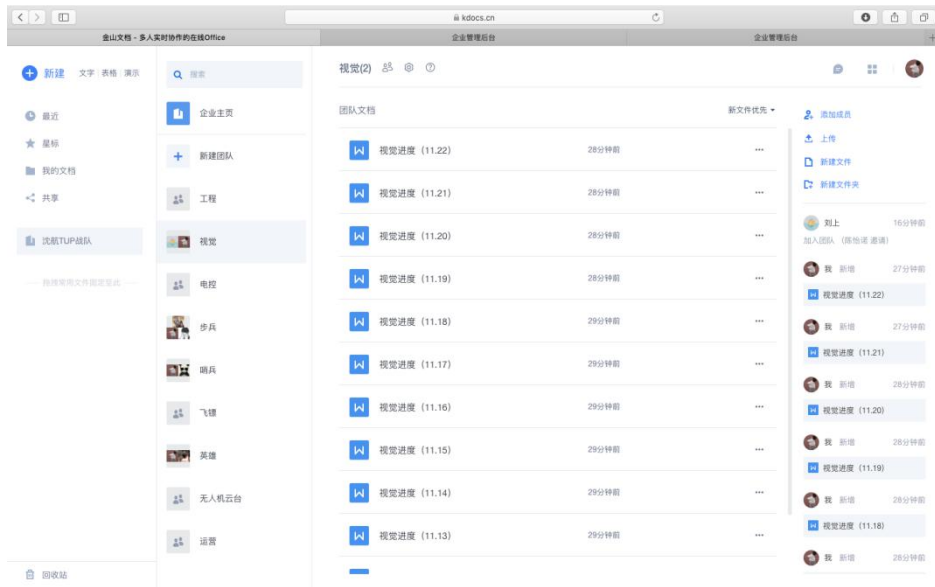 kdocs.cn
金山文档 - 多人实时协作的在线Office
企业管理后台
企业管理后台
新建 文字 表格 演示
最近
星标
我的文档
共享
沈航TUP战队
回收站
搜索
企业主页
新建团队
工程
视觉
电控
步兵
哨兵
飞镖
英雄
无人机云台
运营
视觉(2)
团队文档 新文件优先
视觉进度（11.22） 28分钟前
视觉进度（11.21） 28分钟前
视觉进度（11.20） 28分钟前
视觉进度（11.19） 28分钟前
视觉进度（11.18） 29分钟前
视觉进度（11.17） 29分钟前
视觉进度（11.16） 29分钟前
视觉进度（11.15） 29分钟前
视觉进度（11.14） 29分钟前
视觉进度（11.13） 29分钟前
添加成员
上传
新建文件
新建文件夹
刘上 16分钟前
加入团队 （陈怡诺 邀请）
我 新增 27分钟前
视觉进度（11.22）
我 新增 27分钟前
视觉进度（11.21）
我 新增 28分钟前
视觉进度（11.20）
我 新增 28分钟前
视觉进度（11.19）
我 新增 28分钟前
视觉进度（11.18）
我 新增 28分钟前